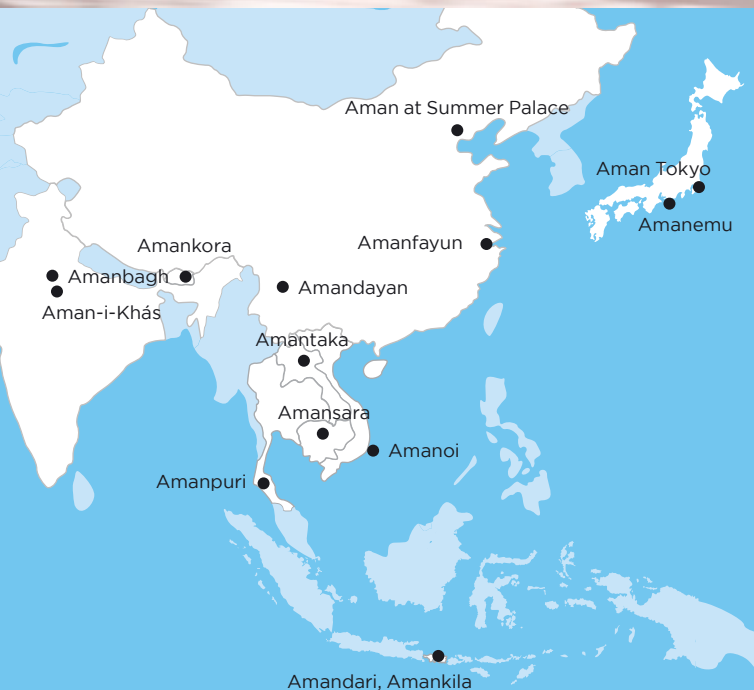 Aman at Summer Palace
Aman Tokyo
Amanemu
Amanfayun
Amankora
Amanbagh
Amandayan
Aman-i-Khás
Amantaka
Amansara
Amanoi
Amanpuri
Amandari, Amankila